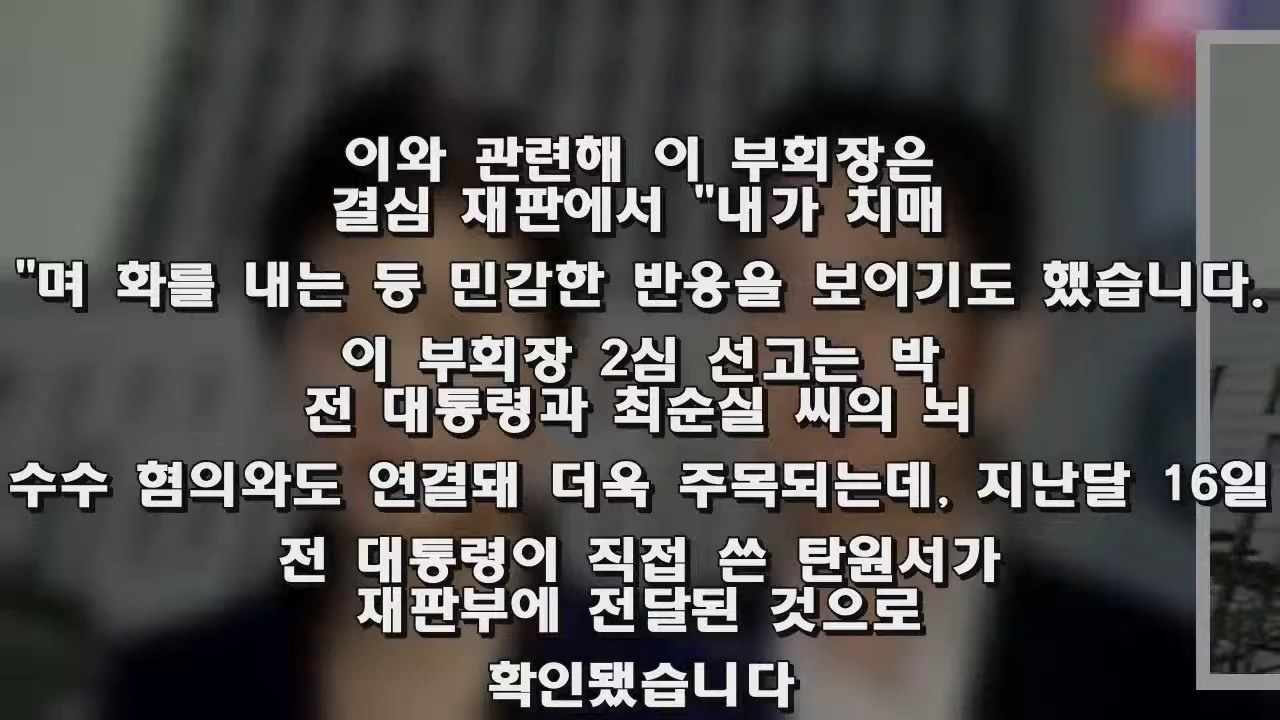 이와 관련해 이 부회장은
결심 재판에서 "내가 치매
"며 화를 내는 등 민감한 반응을 보이기도 했습니다.
이 부회장 2심 선고는 박
전 대통령과 최순실 씨의 뇌
수수 혐의와도 연결돼 더욱 주목되는데, 지난달 16일
전 대통령이 직접 쓴 탄원서가
재판부에 전달된 것으로
확인됐습니다